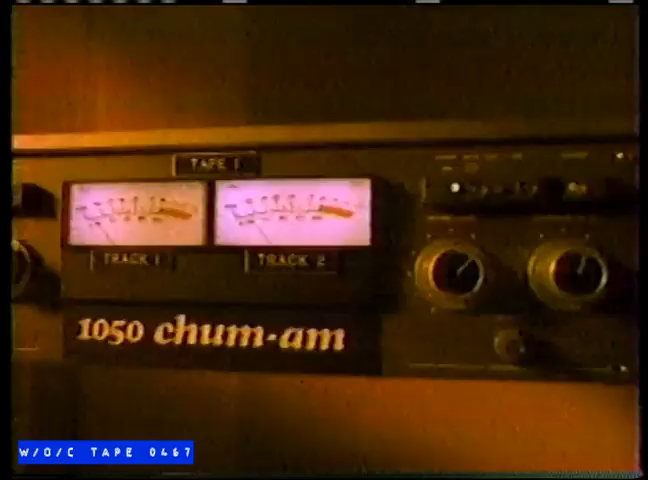 TAPE 1
TRACK 1
TRACK 2
1050 chum-am
W/O/C TAPE 0467